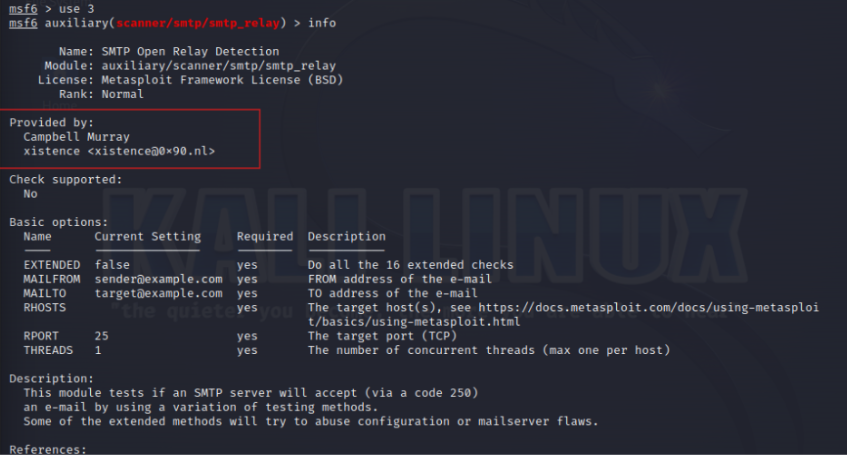 msf6 > use 3
msf6 auxiliary(scanner/smtp/smtp_relay) > info
Name: SMTP Open Relay Detection
Module: auxiliary/scanner/smtp/smtp_relay
License: Metasploit Framework License (BSD)
Rank: Normal
Provided by:
Campbell Murray
xistence <xistence@0×90.nl>
Check supported:
No
Basic options:
Name Current Setting Required Description
EXTENDED false yes Do all the 16 extended checks
MAILFROM sender@example.com yes FROM address of the e-mail
MAILTO target@example.com yes TO address of the e-mail
RHOSTS yes The target host(s), see https://docs.metasploit.com/docs/using-metasploi
t/basics/using-metasploit.html
RPORT 25 yes The target port (TCP)
THREADS 1 yes The number of concurrent threads (max one per host)
Description:
This module tests if an SMTP server will accept (via a code 250)
an e-mail by using a variation of testing methods.
Some of the extended methods will try to abuse configuration or mailserver flaws.
References:
KALI LINUX
"the quieter you